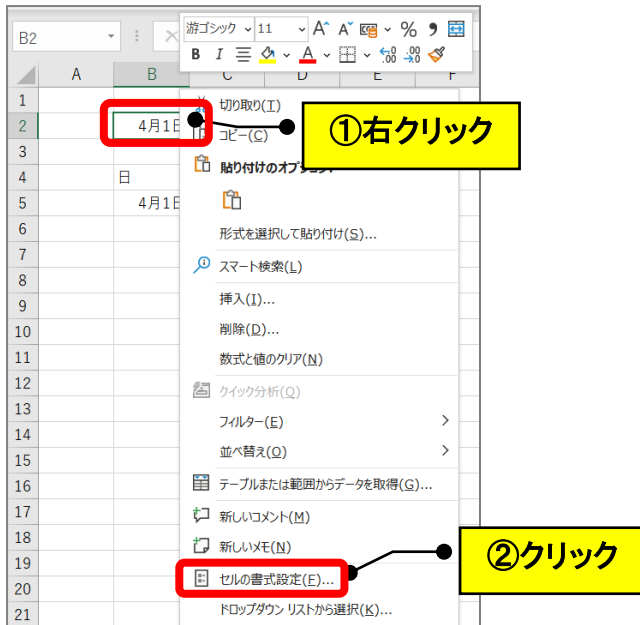 B2
游ゴシック 11 A^ A˅ % 9
B I A .00 .00
A B C D E F
1
切り取り(T)
①右クリック
2 4月1日
コピー(C)
3
貼り付けのオプション:
4 日
5 4月1日
6 形式を選択して貼り付け(S)...
7 スマート検索(L)
8 挿入(I)...
9
10 削除(D)...
11 数式と値のクリア(N)
12 クイック分析(Q)
13 フィルター(E)
14
15 並べ替え(O)
16 テーブルまたは範囲からデータを取得(G)...
17 新しいコメント(M)
18 新しいメモ(N)
②クリック
19
20 セルの書式設定(F)...
21 ドロップダウン リストから選択(K)...